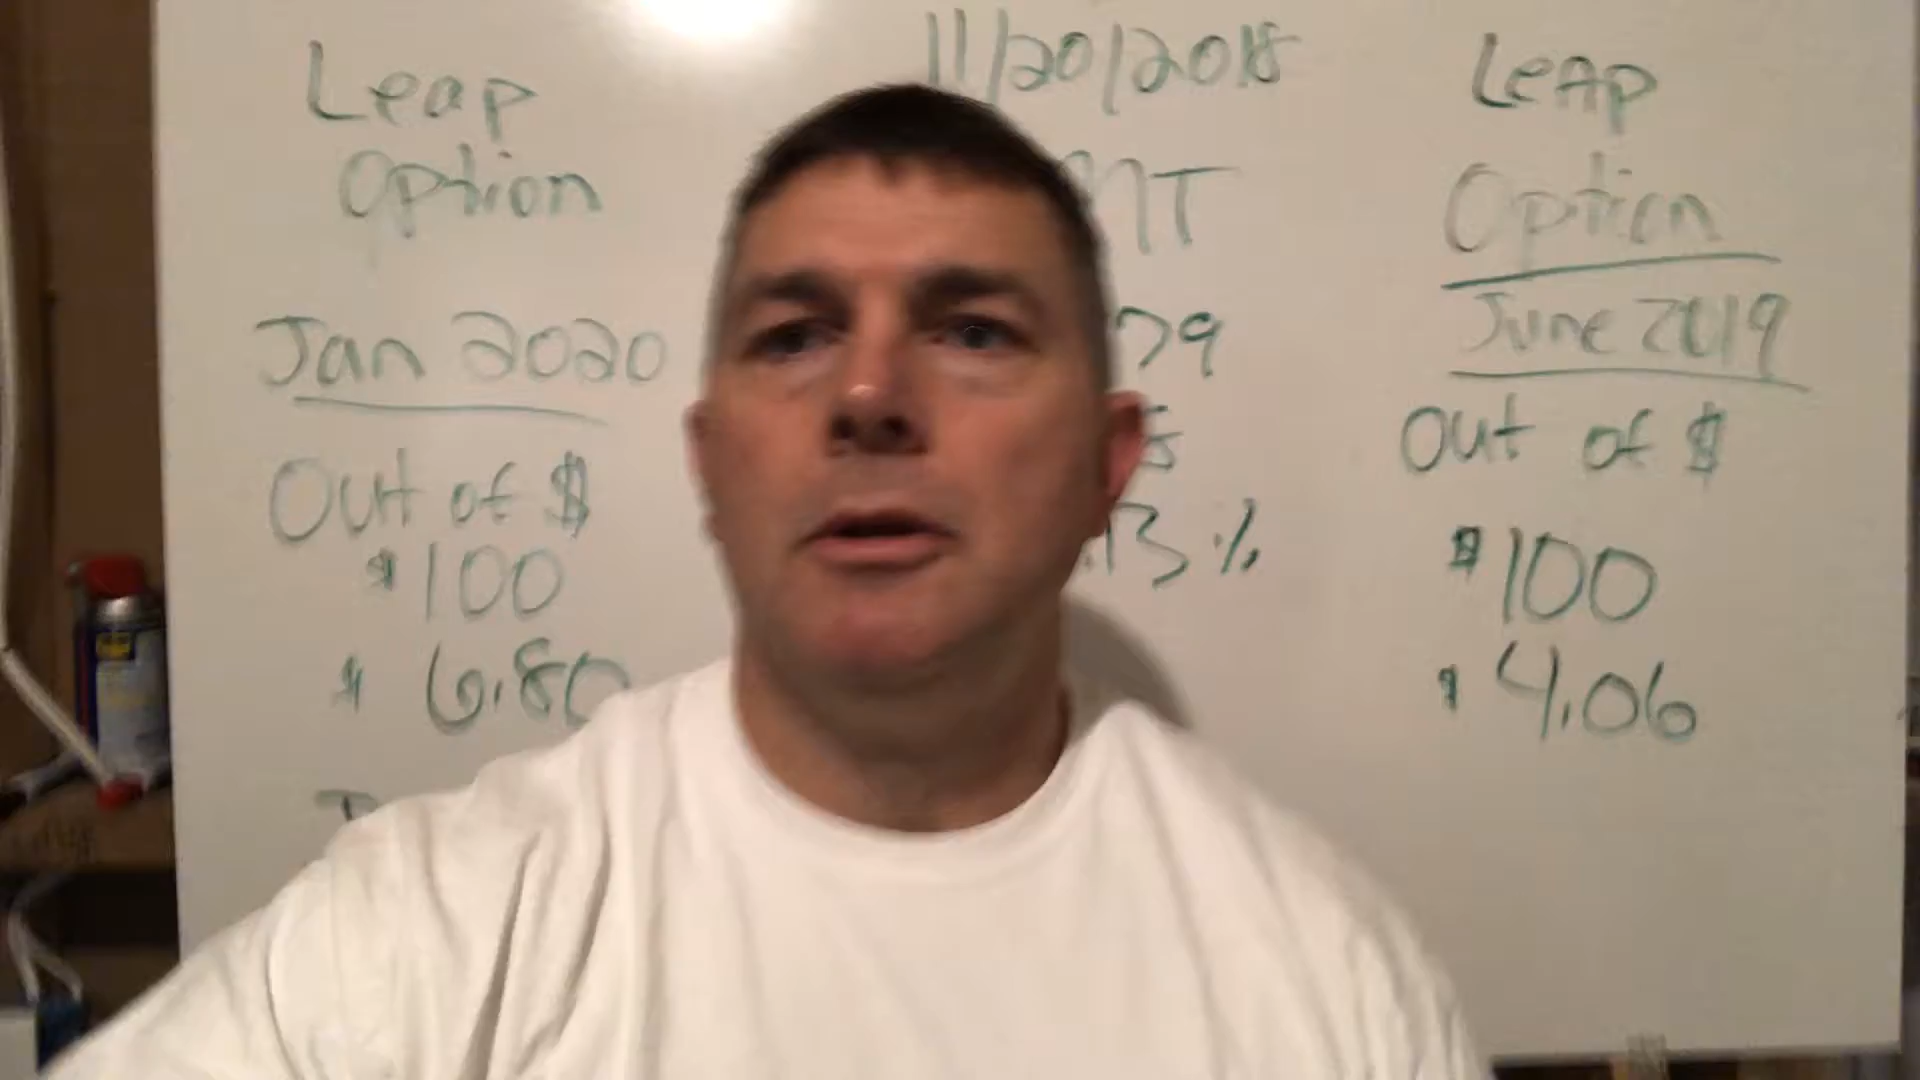 Leap
Option
Jan 2020
Out of $
$100
$ 6.80
11/20/2018
79
%
LeAp
Option
June 2019
Out of $
$100
$ 4.06